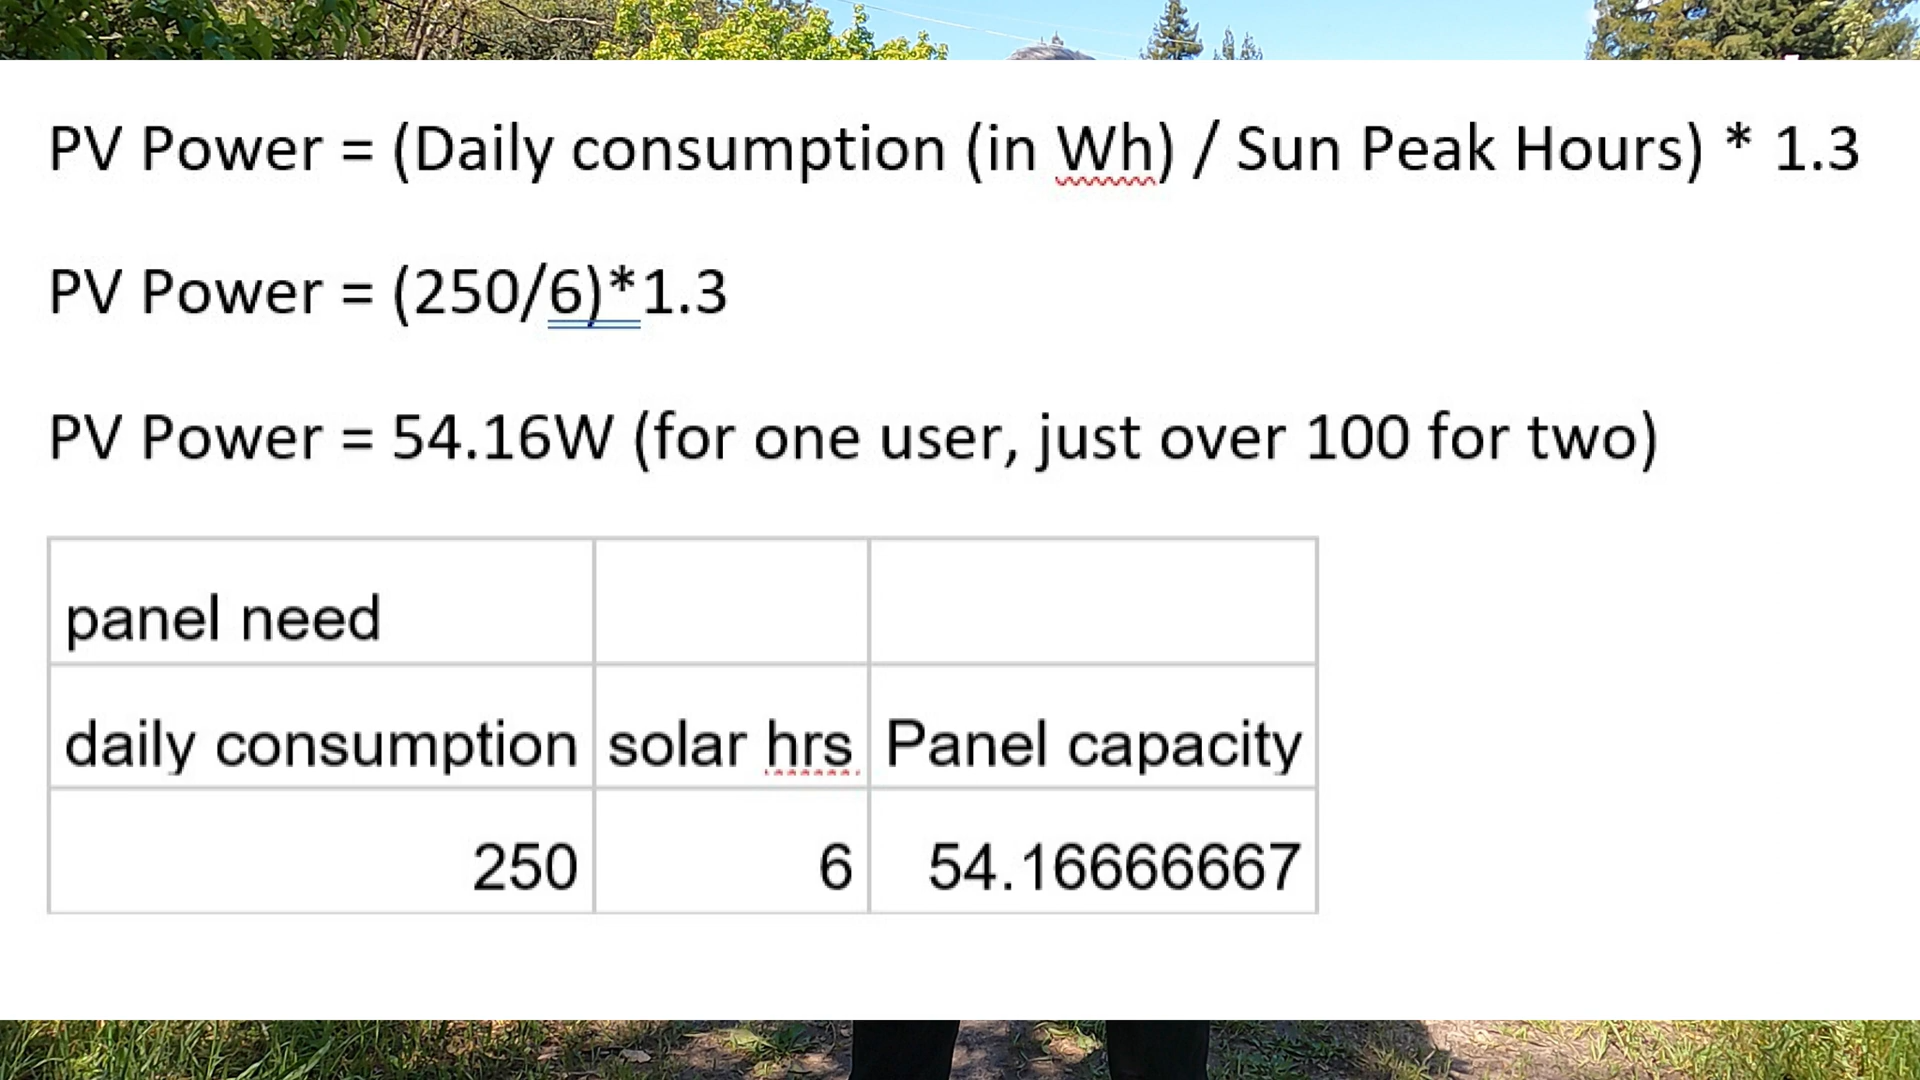 PV Power = (Daily consumption (in Wh) / Sun Peak Hours) * 1.3
PV Power = (250/6)*1.3
PV Power = 54.16W (for one user, just over 100 for two)
panel need
daily consumption solar hrs Panel capacity
250 6 54.16666667